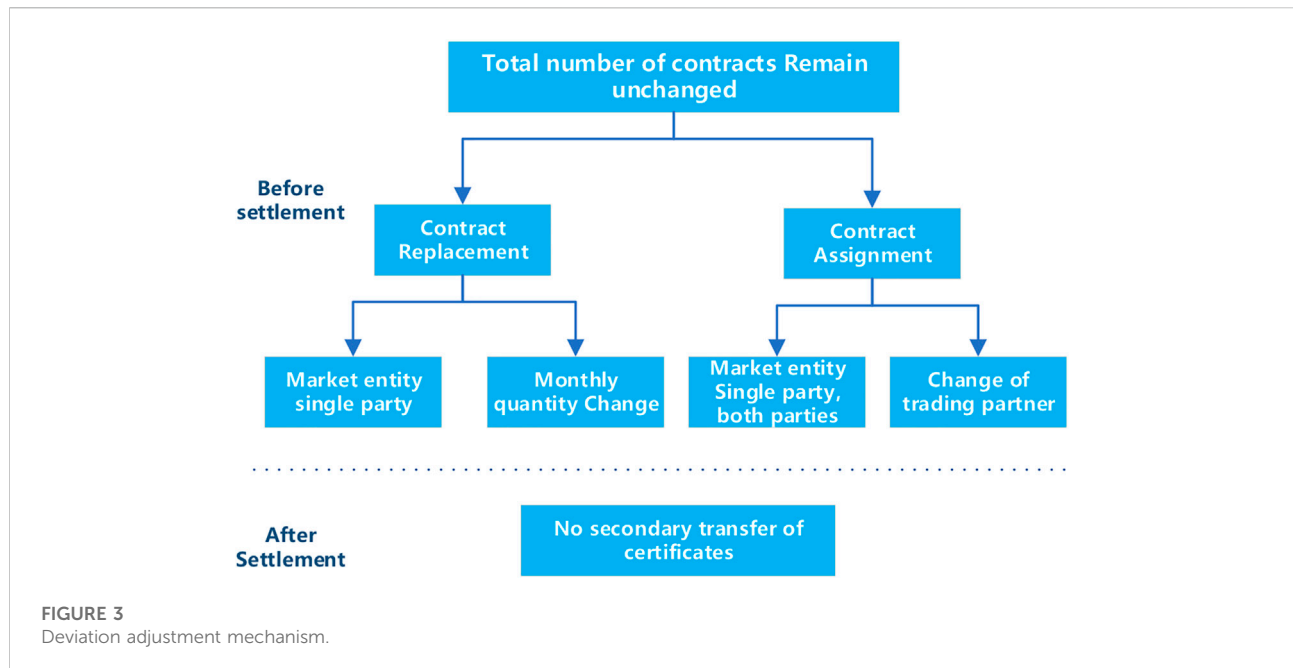 Total number of contracts Remain
unchanged
Before
settlement
Contract
Replacement
Contract
Assignment
Market entity
single party
Monthly
quantity Change
Market entity
Single party,
both parties
Change of
trading partner
After
Settlement
No secondary transfer of
certificates
FIGURE 3
Deviation adjustment mechanism.